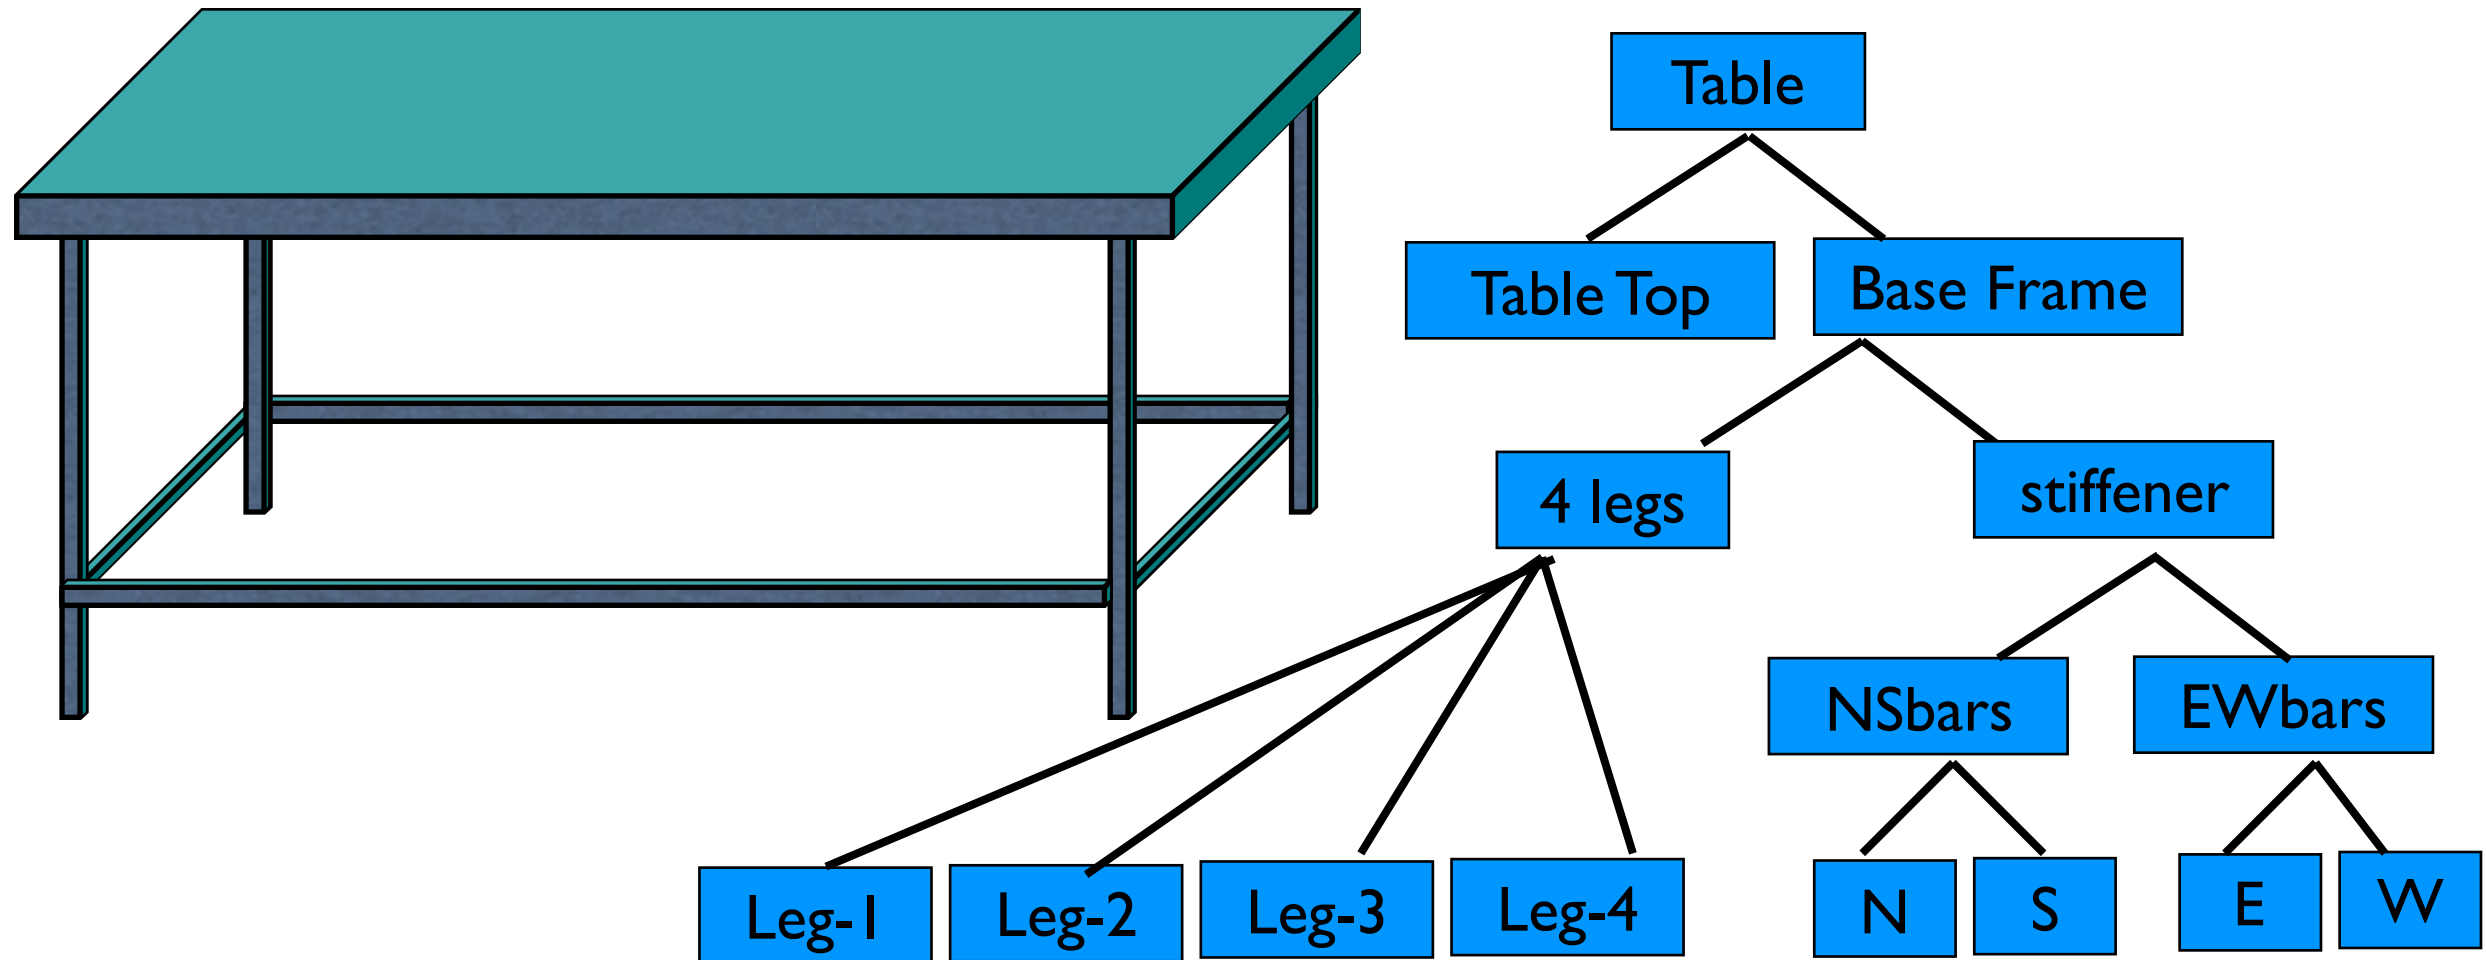 Table
Table Top
Base Frame
4 legs
stiffener
NSbars
EWbars
Leg-1
Leg-2
Leg-3
Leg-4
N
S
E
W